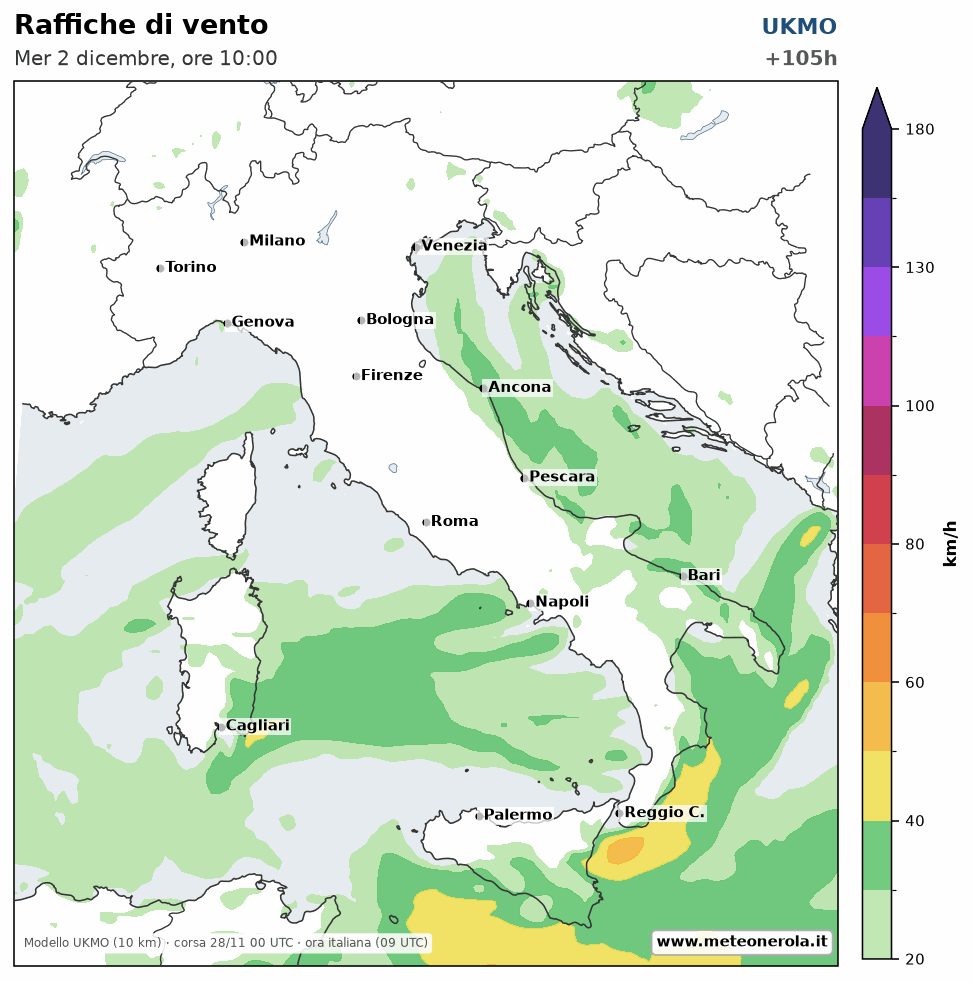 Raffiche di vento
UKMO
Mer 2 dicembre, ore 10:00
+105h
180
130
100
80
60
40
20
km/h
Milano
Venezia
Torino
Genova
Bologna
Firenze
Ancona
Pescara
Roma
Bari
Napoli
Cagliari
Palermo
Reggio C.
Modello UKMO (10 km) · corsa 28/11 00 UTC · ora italiana (09 UTC)
www.meteonerola.it